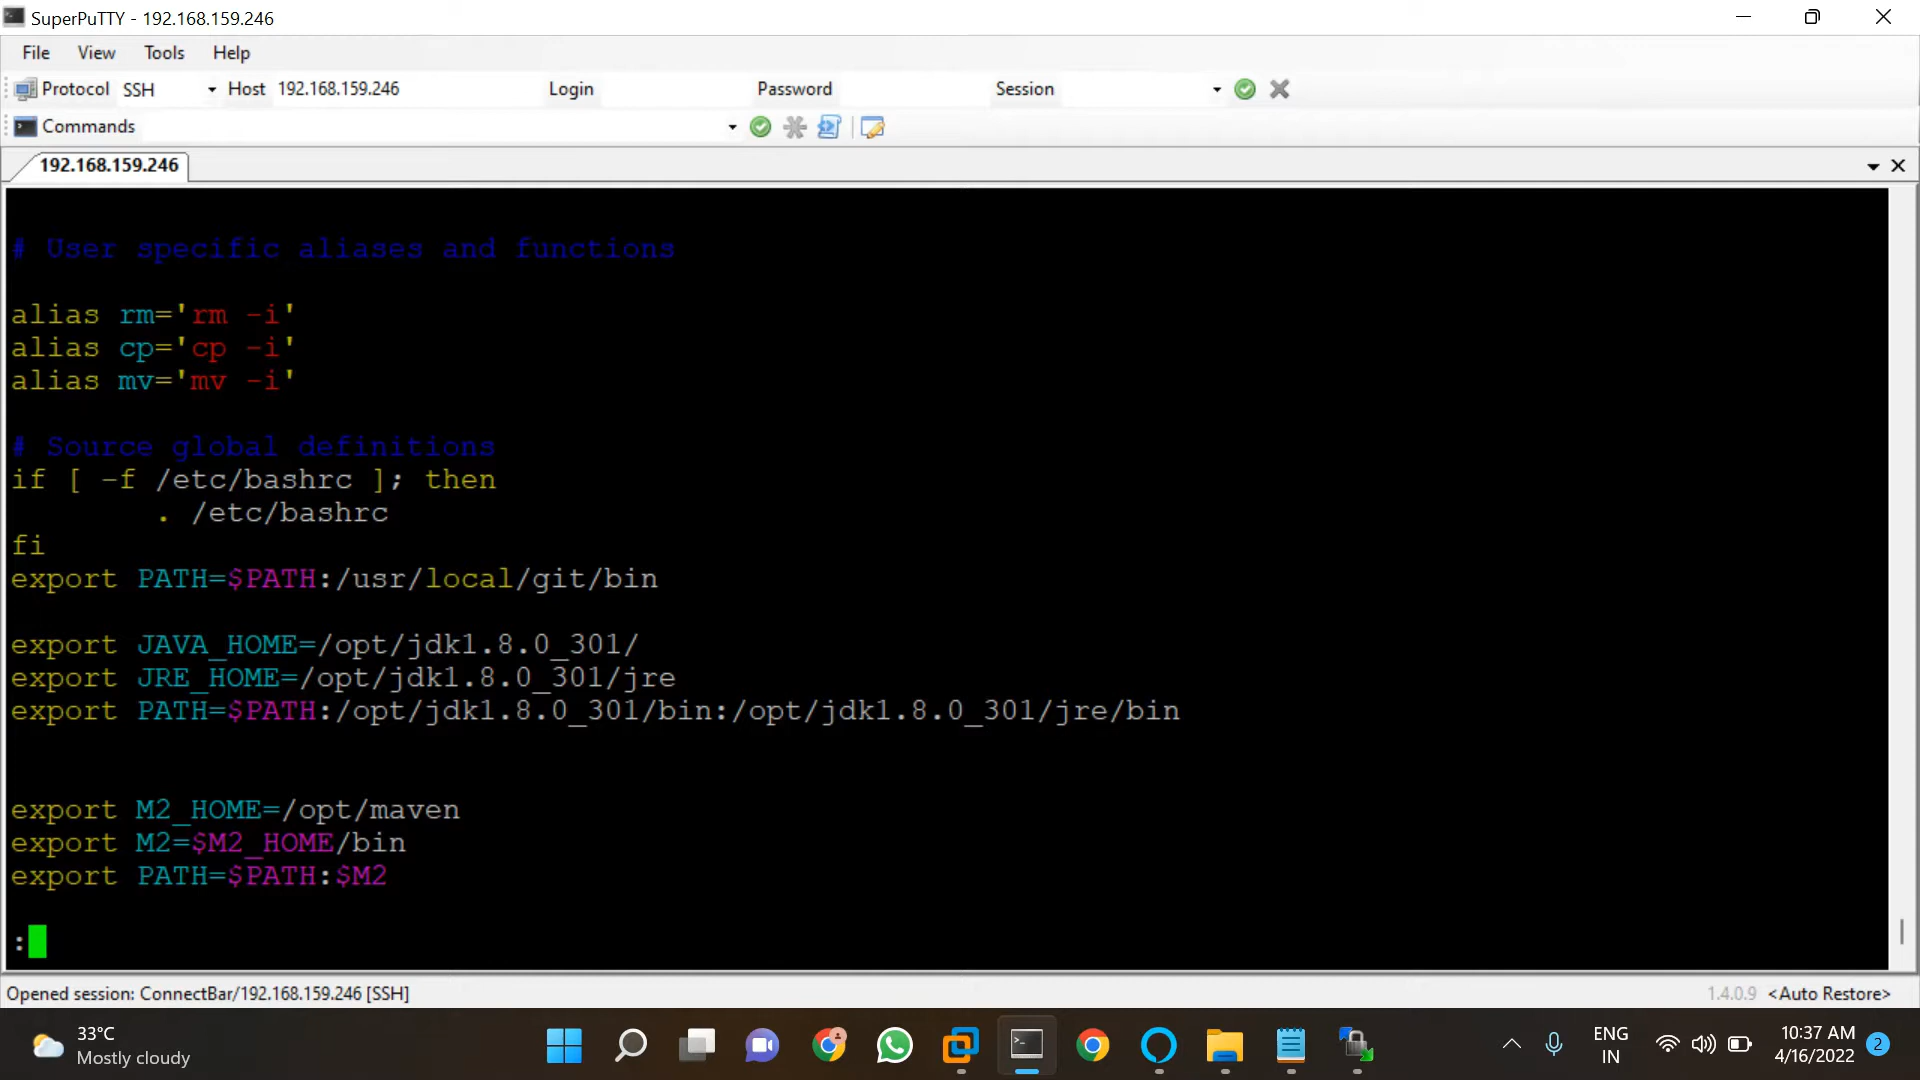 SuperPuTTY - 192.168.159.246
File View Tools Help
Protocol SSH Host 192.168.159.246 Login Password Session
Commands
192.168.159.246
# User specific aliases and functions
alias rm='rm -i'
alias cp='cp -i'
alias mv='mv -i'
# Source global definitions
if [ -f /etc/bashrc ]; then
. /etc/bashrc
fi
export PATH=$PATH:/usr/local/git/bin
export JAVA_HOME=/opt/jdk1.8.0_301/
export JRE_HOME=/opt/jdk1.8.0_301/jre
export PATH=$PATH:/opt/jdk1.8.0_301/bin:/opt/jdk1.8.0_301/jre/bin
export M2_HOME=/opt/maven
export M2=$M2_HOME/bin
export PATH=$PATH:$M2
:
Opened session: ConnectBar/192.168.159.246 [SSH] 1.4.0.9 <Auto Restore>
33°C
Mostly cloudy
ENG
IN
10:37 AM
4/16/2022
2